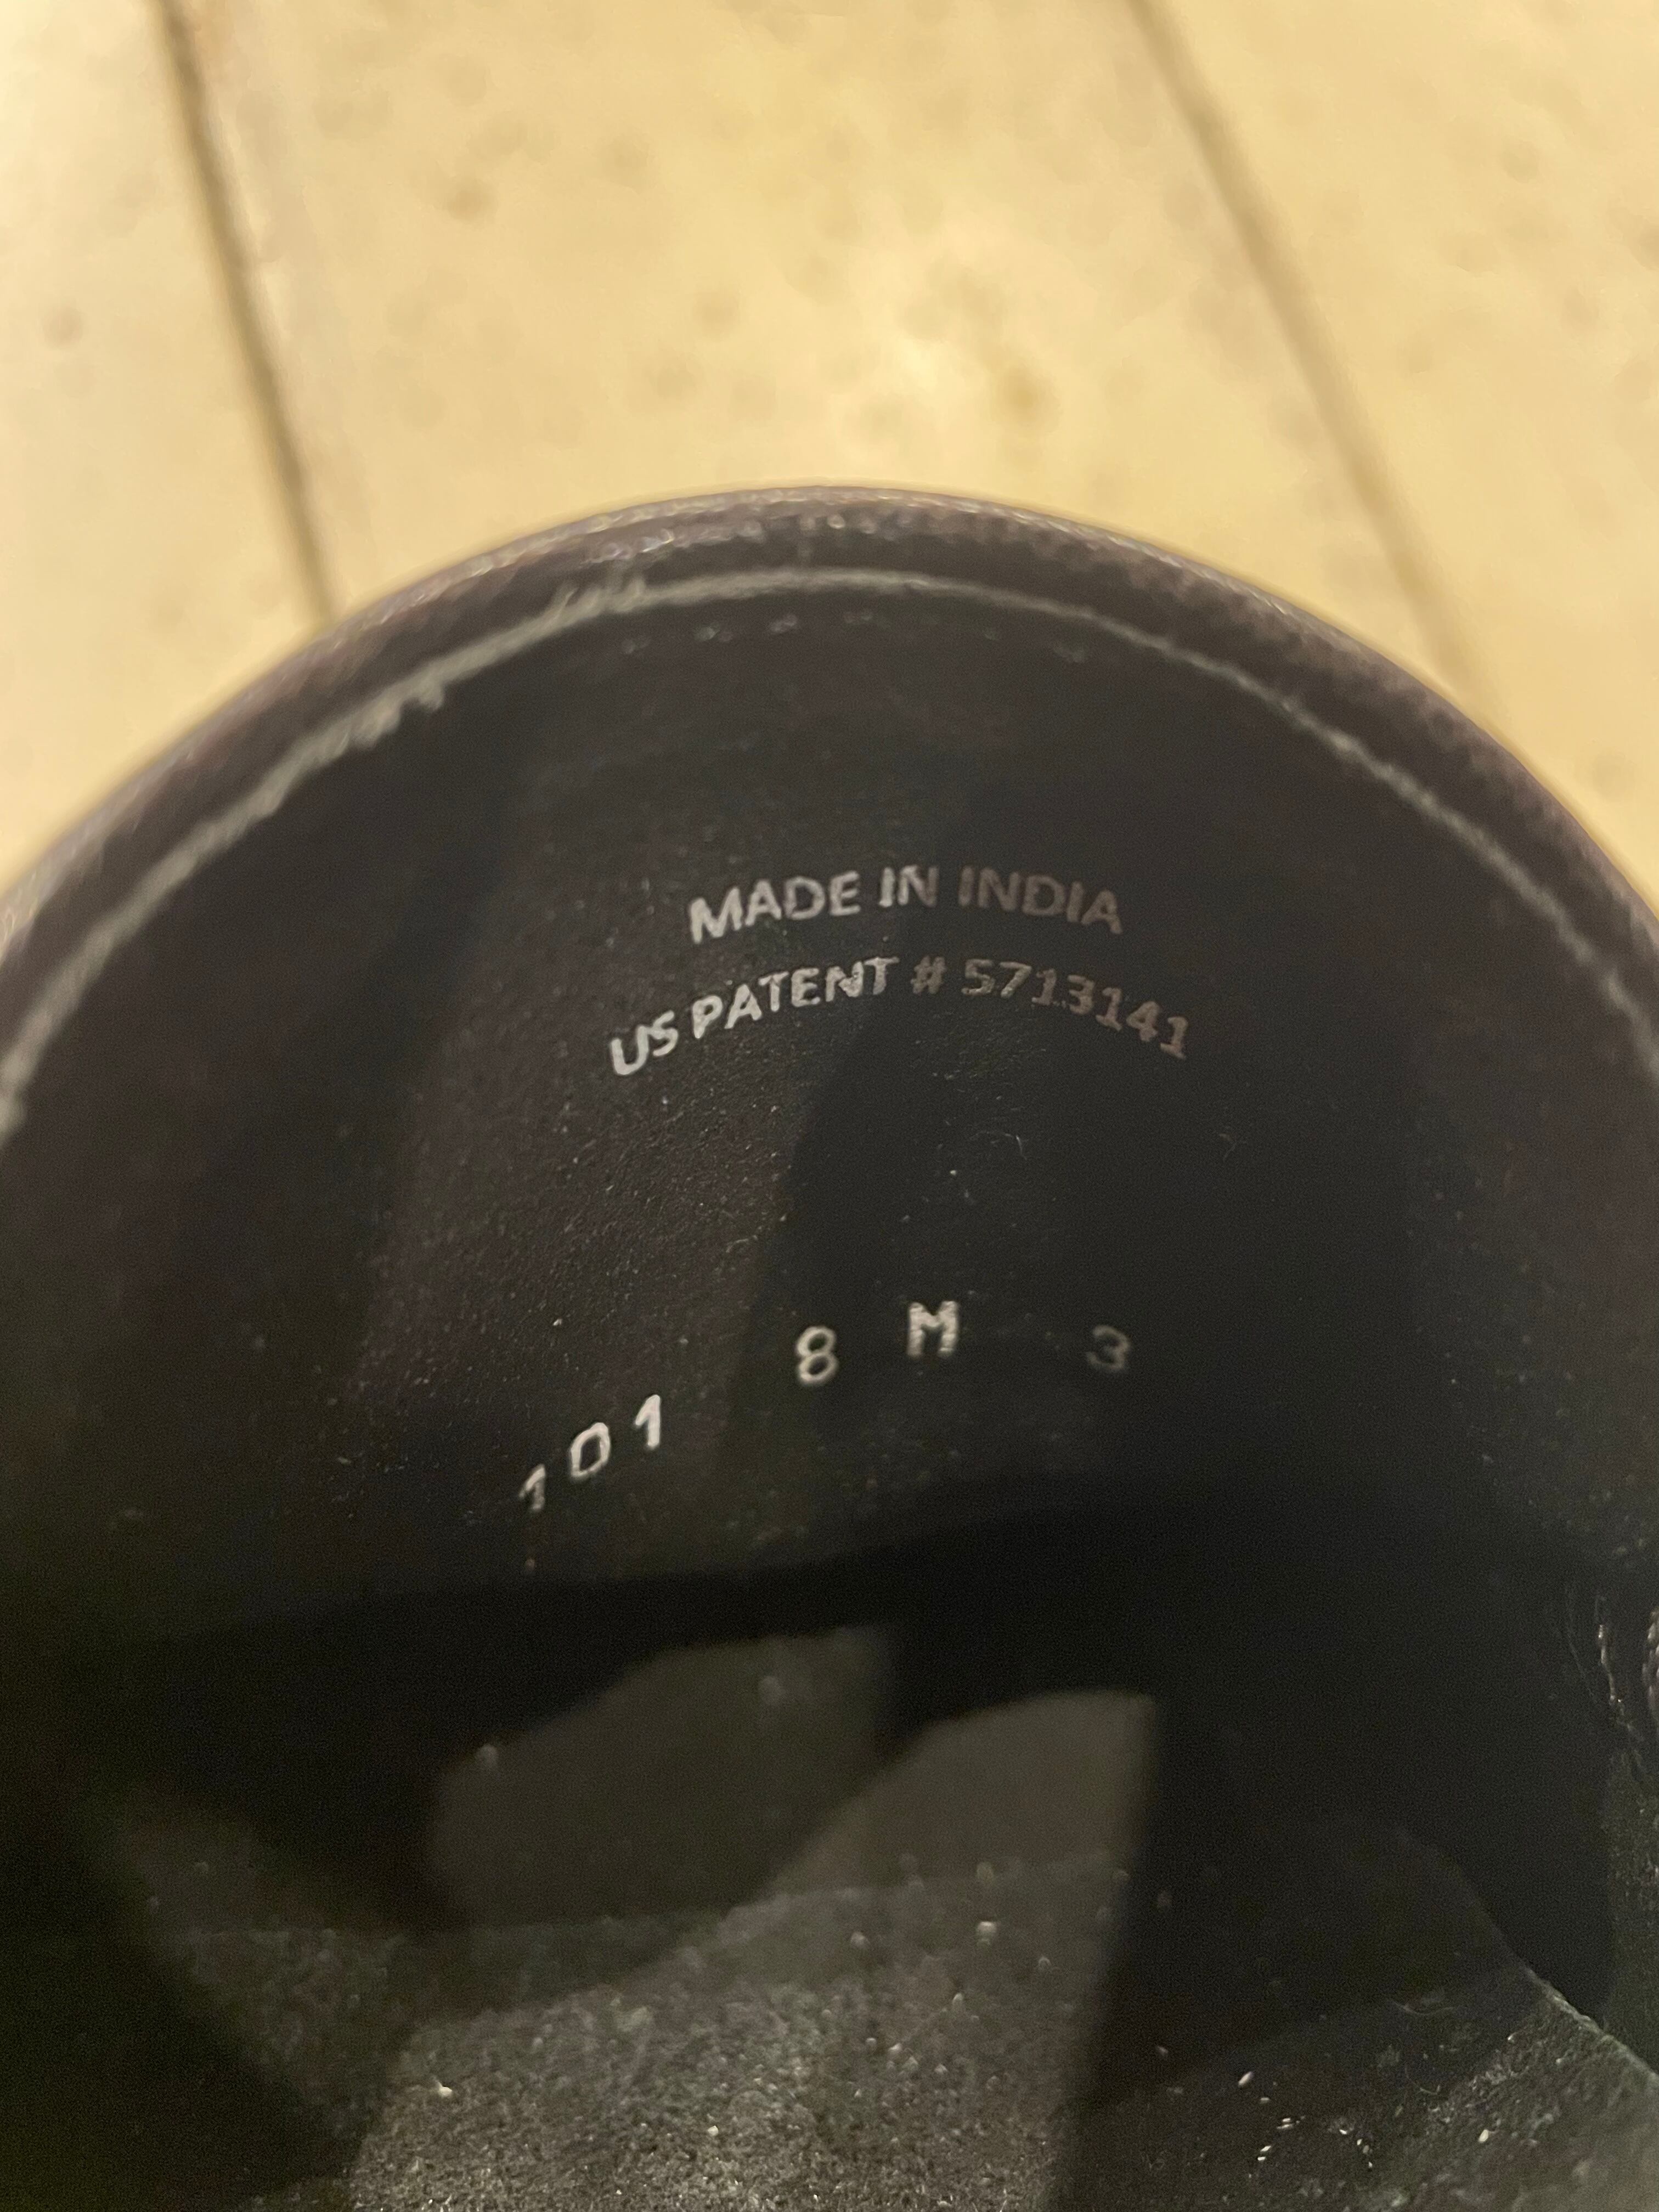 MADE IN INDIA
US PATENT # 5713141
101 8 M 3